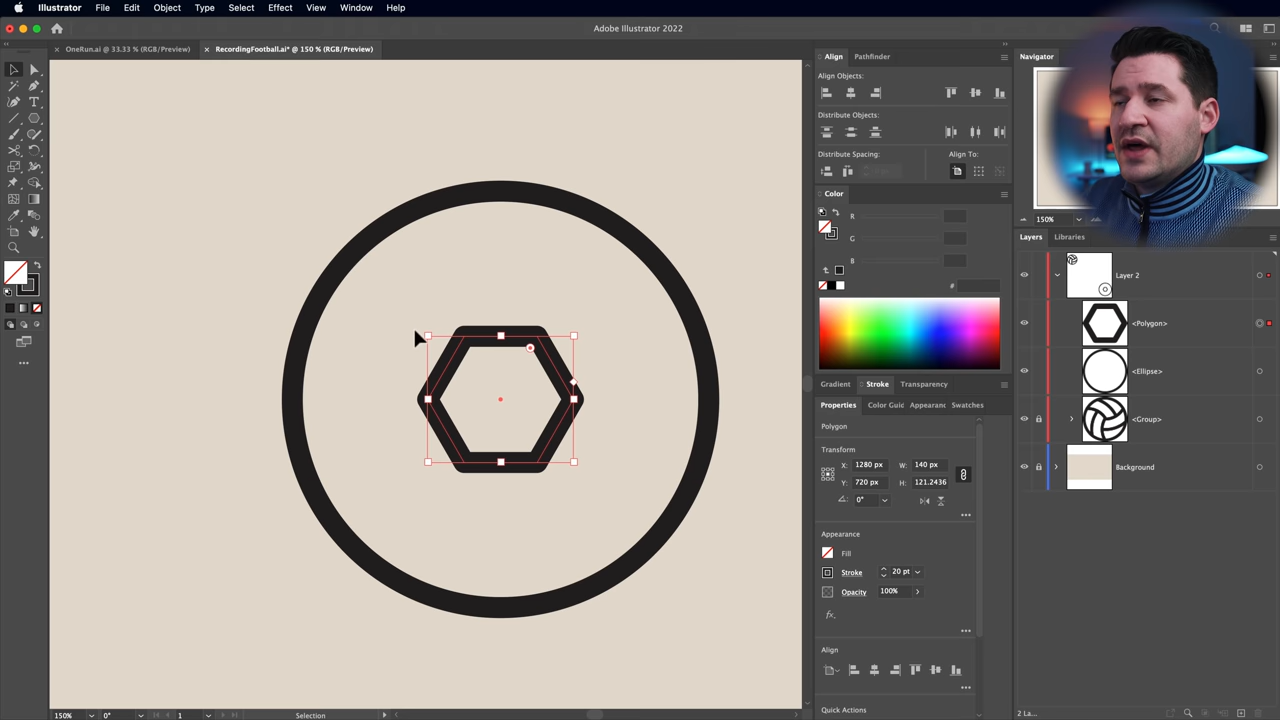 Illustrator File Edit Object Type Select Effect View Window Help
Adobe Illustrator 2022
× OneRun.ai @ 33.33 % (RGB/Preview) × RecordingFootball.ai* @ 150 % (RGB/Preview)
Align Pathfinder
Align Objects:
Distribute Objects:
Distribute Spacing: Align To:
Color
R
G
B
#
Gradient Stroke Transparency
Properties Color Guid Appearanc Swatches
Polygon
Transform
X: 1280 px W: 140 px
Y: 720 px H: 121.2436
0°
Appearance
Fill
Stroke 20 pt
Opacity 100%
fx.
Align
Quick Actions
Navigator
150%
Layers Libraries
Layer 2
<Polygon>
<Ellipse>
<Group>
Background
2 La...
150% 0° 1 Selection